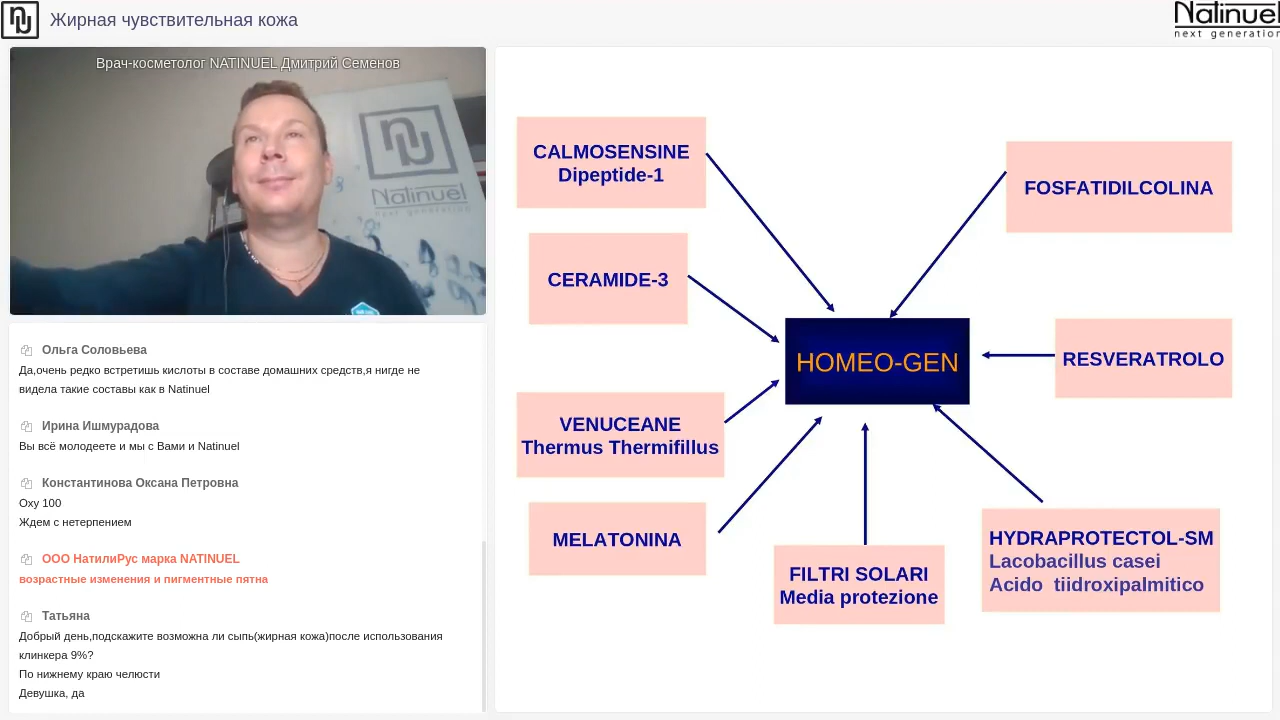 Жирная чувствительная кожа
Natinuel
next generation
Врач-косметолог NATINUEL Дмитрий Семенов
Natinuel
next generation
Ольга Соловьева
Да,очень редко встретишь кислоты в составе домашних средств,я нигде не
видела такие составы как в Natinuel
Ирина Ишмурадова
Вы всё молодеете и мы с Вами и Natinuel
Константинова Оксана Петровна
Oxy 100
Ждем с нетерпением
ООО НатилиРус марка NATINUEL
возрастные изменения и пигментные пятна
Татьяна
Добрый день,подскажите возможна ли сыпь(жирная кожа)после использования
клинкера 9%?
По нижнему краю челюсти
Девушка, да
CALMOSENSINE
Dipeptide-1
FOSFATIDILCOLINA
CERAMIDE-3
HOMEO-GEN
RESVERATROLO
VENUCEANE
Thermus Thermifillus
MELATONINA
FILTRI SOLARI
Media protezione
HYDRAPROTECTOL-SM
Lacobacillus casei
Acido tiidroxipalmitico